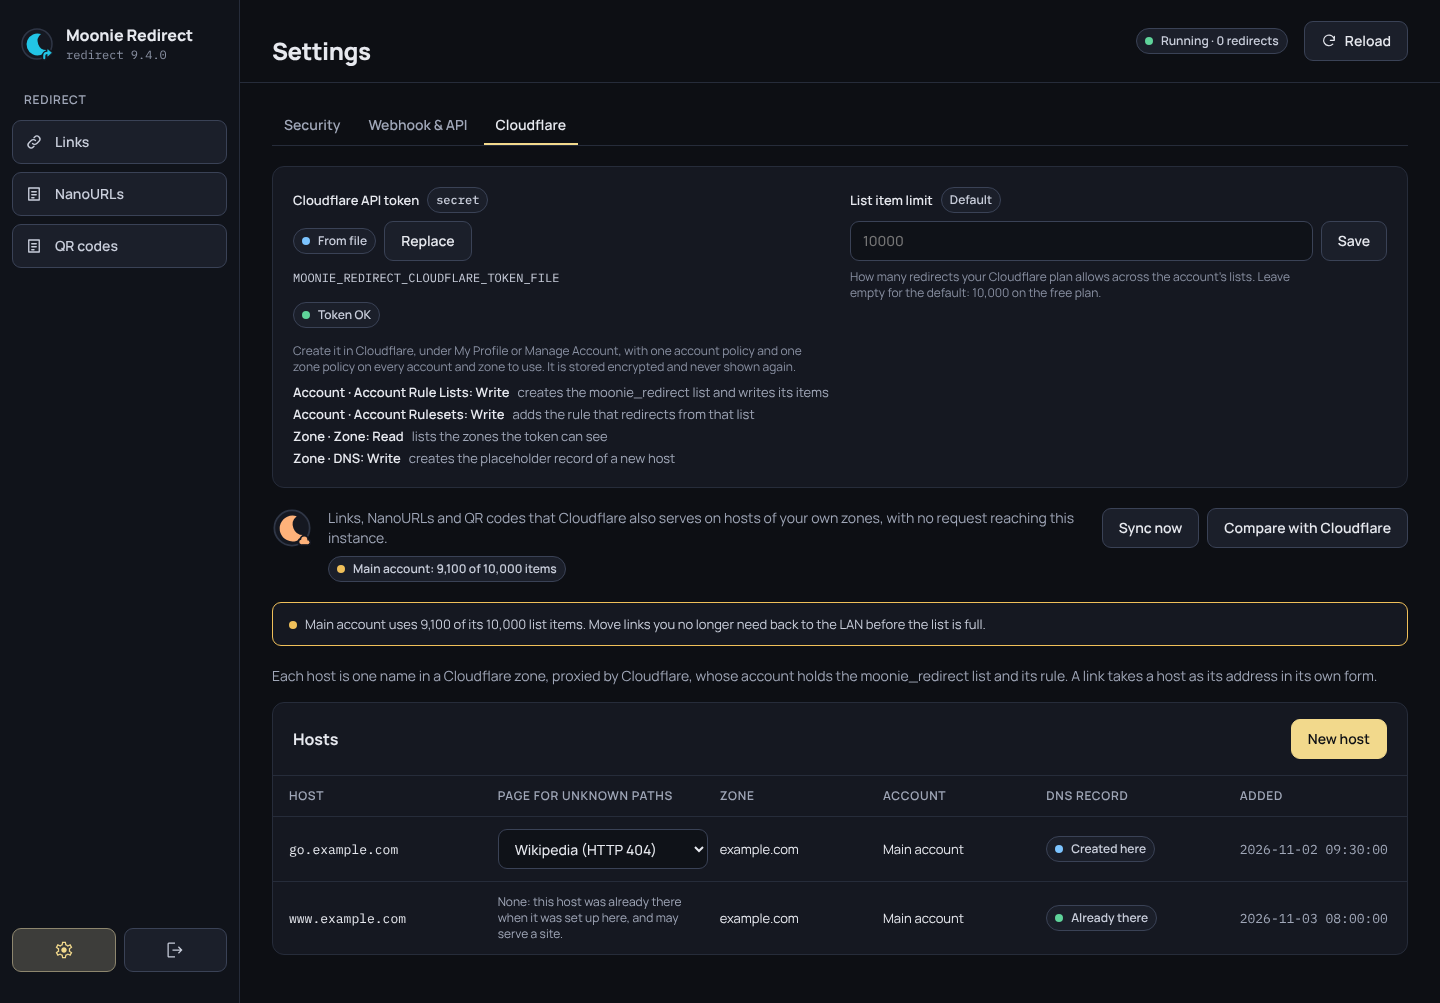 Moonie Redirect
redirect 9.4.0
REDIRECT
Links
NanoURLs
QR codes
Settings
Running · 0 redirects
Reload
Security
Webhook & API
Cloudflare
Cloudflare API token
secret
From file
Replace
MOONIE_REDIRECT_CLOUDFLARE_TOKEN_FILE
Token OK
Create it in Cloudflare, under My Profile or Manage Account, with one account policy and one
zone policy on every account and zone to use. It is stored encrypted and never shown again.
Account · Account Rule Lists: Write creates the moonie_redirect list and writes its items
Account · Account Rulesets: Write adds the rule that redirects from that list
Zone · Zone: Read lists the zones the token can see
Zone · DNS: Write creates the placeholder record of a new host
List item limit
Default
10000
Save
How many redirects your Cloudflare plan allows across the account's lists. Leave
empty for the default: 10,000 on the free plan.
Links, NanoURLs and QR codes that Cloudflare also serves on hosts of your own zones, with no request reaching this
instance.
Main account: 9,100 of 10,000 items
Sync now
Compare with Cloudflare
Main account uses 9,100 of its 10,000 list items. Move links you no longer need back to the LAN before the list is full.
Each host is one name in a Cloudflare zone, proxied by Cloudflare, whose account holds the moonie_redirect list and its rule. A link takes a host as its address in its own form.
Hosts
New host
HOST PAGE FOR UNKNOWN PATHS ZONE ACCOUNT DNS RECORD ADDED
go.example.com Wikipedia (HTTP 404) example.com Main account Created here 2026-11-02 09:30:00
www.example.com
None: this host was already there
when it was set up here, and may
serve a site.
example.com Main account Already there 2026-11-03 08:00:00